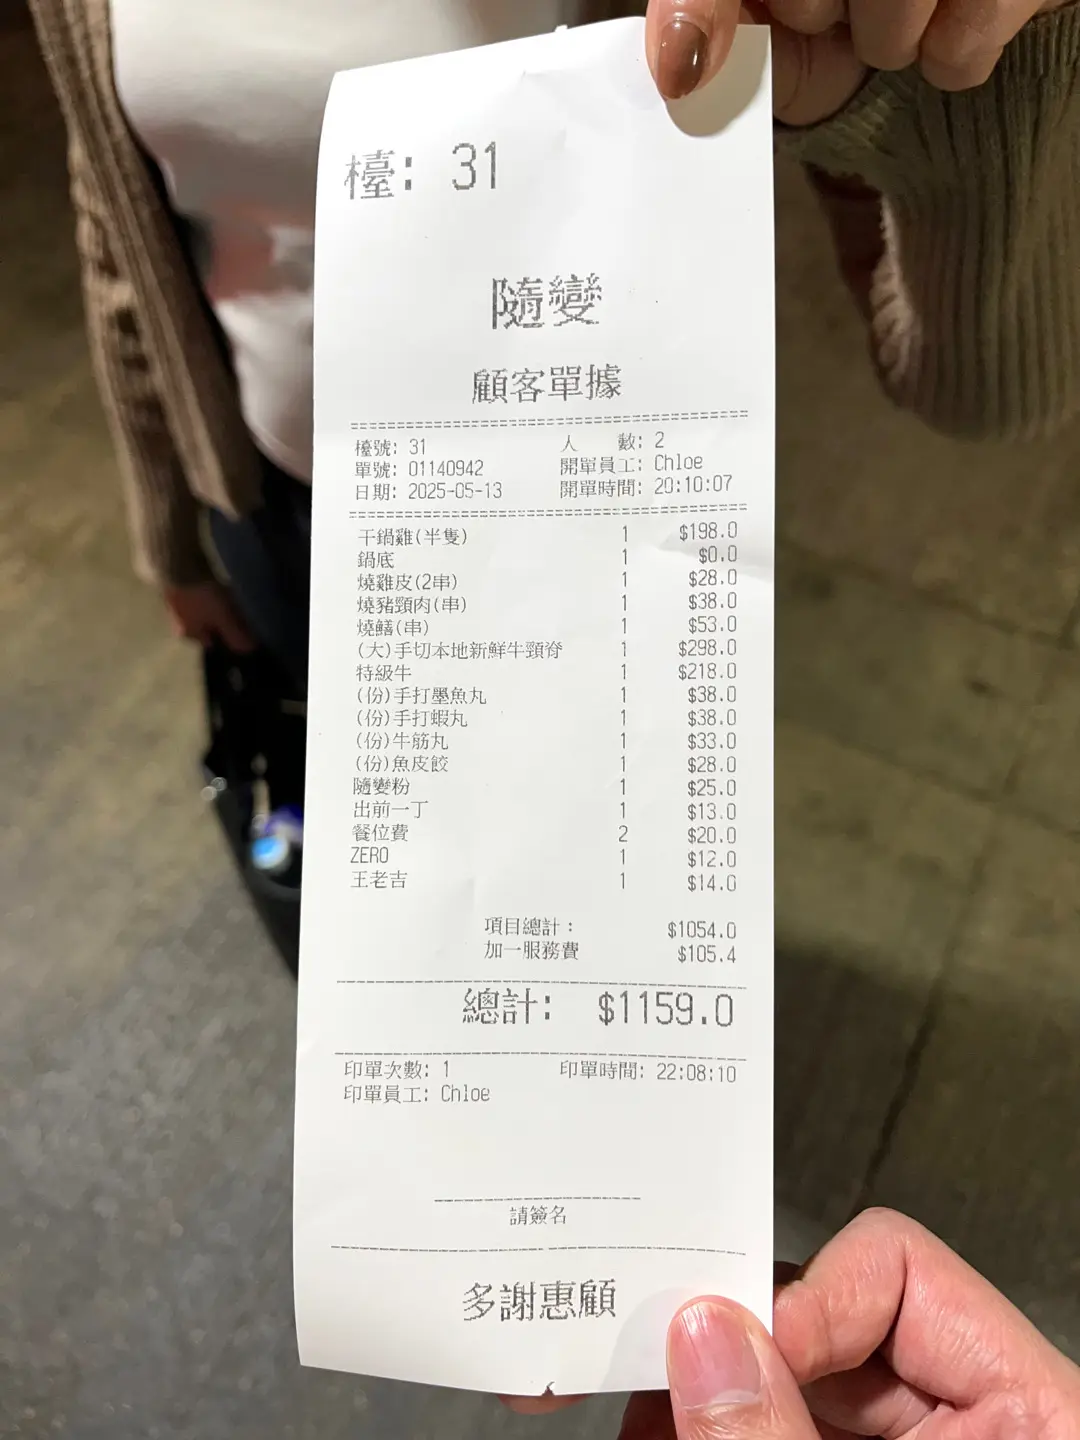 檯: 31
隨變
顧客單據
檯號: 31 人 數: 2
單號: 01140942 開單員工: Chloe
日期: 2025-05-13 開單時間: 20:10:07
干鍋雞(半隻) 1 $198.0
鍋底 1 $0.0
燒雞皮(2串) 1 $28.0
燒豬頸肉(串) 1 $38.0
燒鱔(串) 1 $53.0
(大)手切本地新鮮牛頸脊 1 $298.0
特級牛 1 $218.0
(份)手打墨魚丸 1 $38.0
(份)手打蝦丸 1 $38.0
(份)牛筋丸 1 $33.0
(份)魚皮餃 1 $28.0
隨變粉 1 $25.0
出前一丁 1 $13.0
餐位費 2 $20.0
ZERO 1 $12.0
王老吉 1 $14.0
項目總計: $1054.0
加一服務費 $105.4
總計: $1159.0
印單次數: 1 印單時間: 22:08:10
印單員工: Chloe
請簽名
多謝惠顧